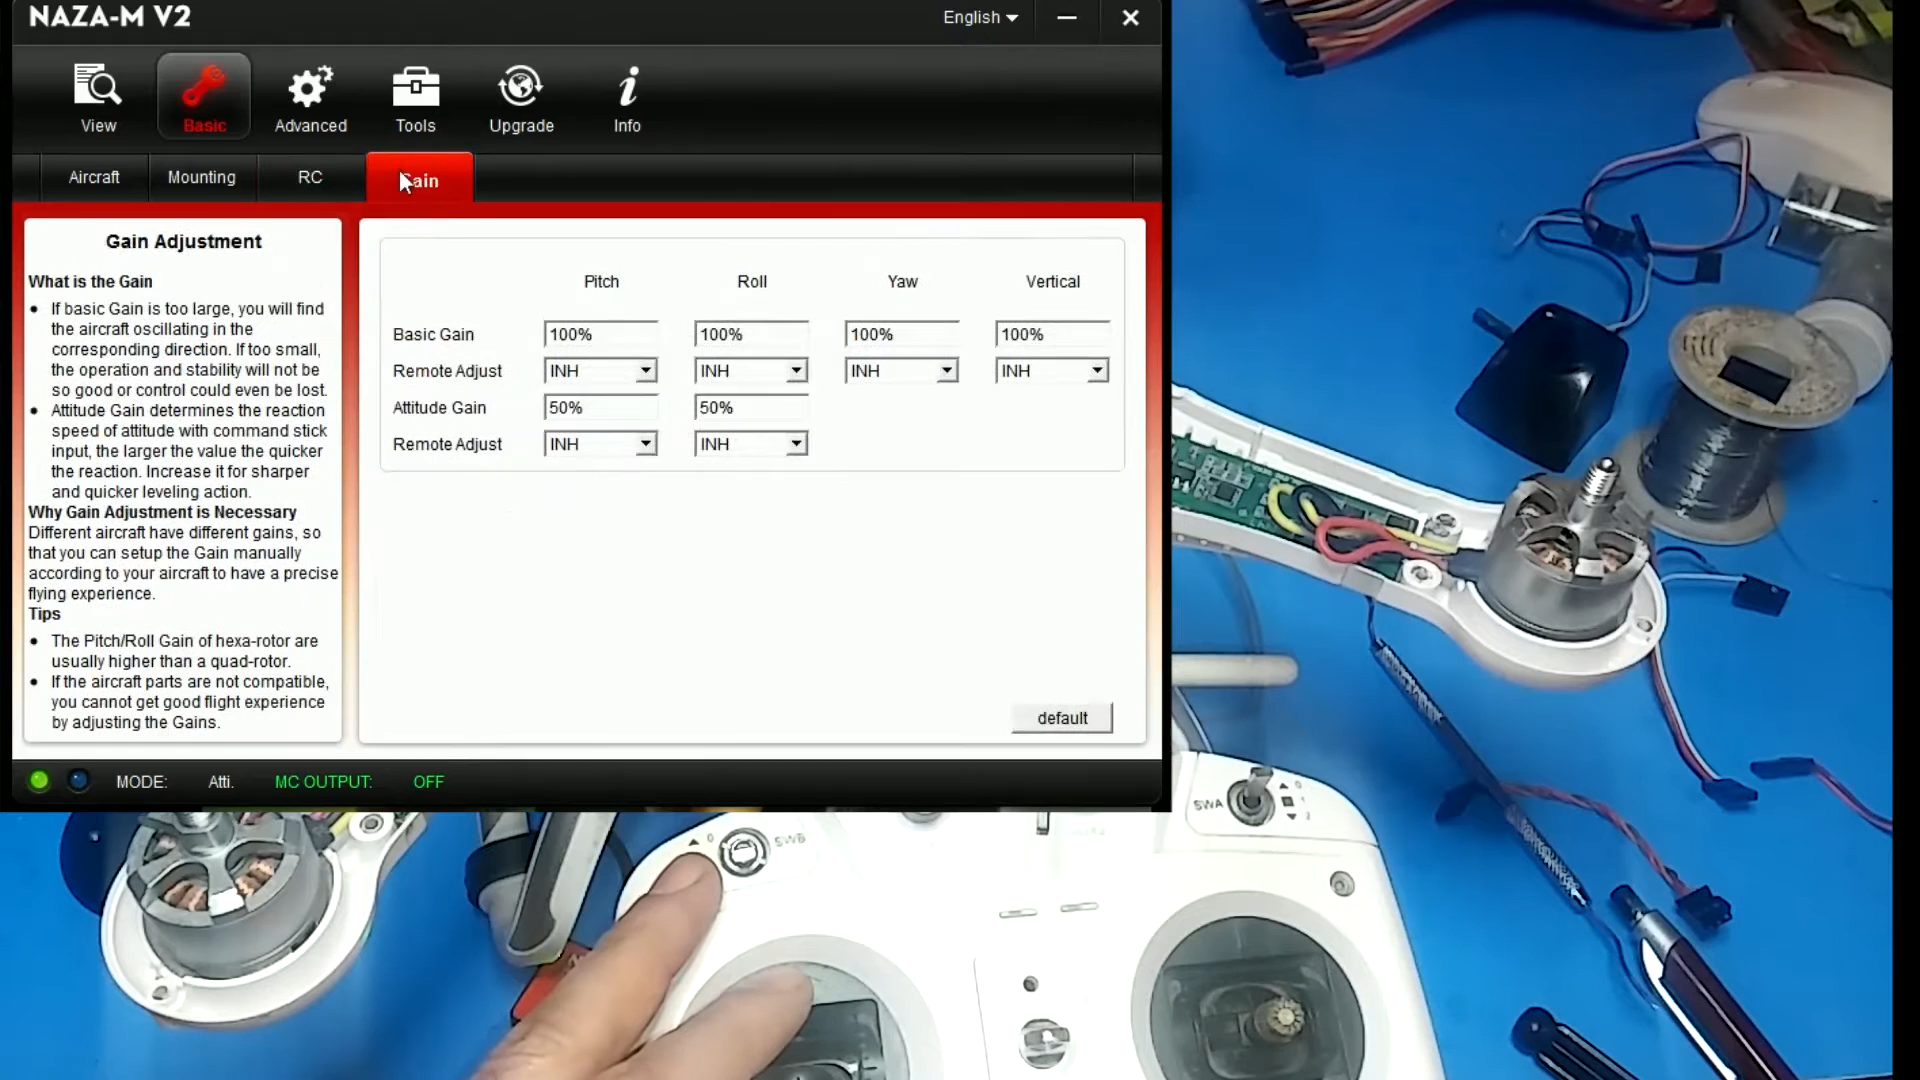 NAZA-M V2
English
View
Basic
Advanced
Tools
Upgrade
Info
Aircraft
Mounting
RC
Gain Adjustment
What is the Gain
If basic Gain is too large, you will find
the aircraft oscillating in the
corresponding direction. If too small,
the operation and stability will not be
so good or control could even be lost.
Attitude Gain determines the reaction
speed of attitude with command stick
input, the larger the value the quicker
the reaction. Increase it for sharper
and quicker leveling action.
Why Gain Adjustment is Necessary
Different aircraft have different gains, so
that you can setup the Gain manually
according to your aircraft to have a precise
flying experience.
Tips
The Pitch/Roll Gain of hexa-rotor are
usually higher than a quad-rotor.
If the aircraft parts are not compatible,
you cannot get good flight experience
by adjusting the Gains.
Pitch Roll Yaw Vertical
Basic Gain 100% 100% 100% 100%
Remote Adjust INH INH INH INH
Attitude Gain 50% 50%
Remote Adjust INH INH
default
MODE: Atti. MC OUTPUT: OFF
SWA 0
1
2
0 SWB